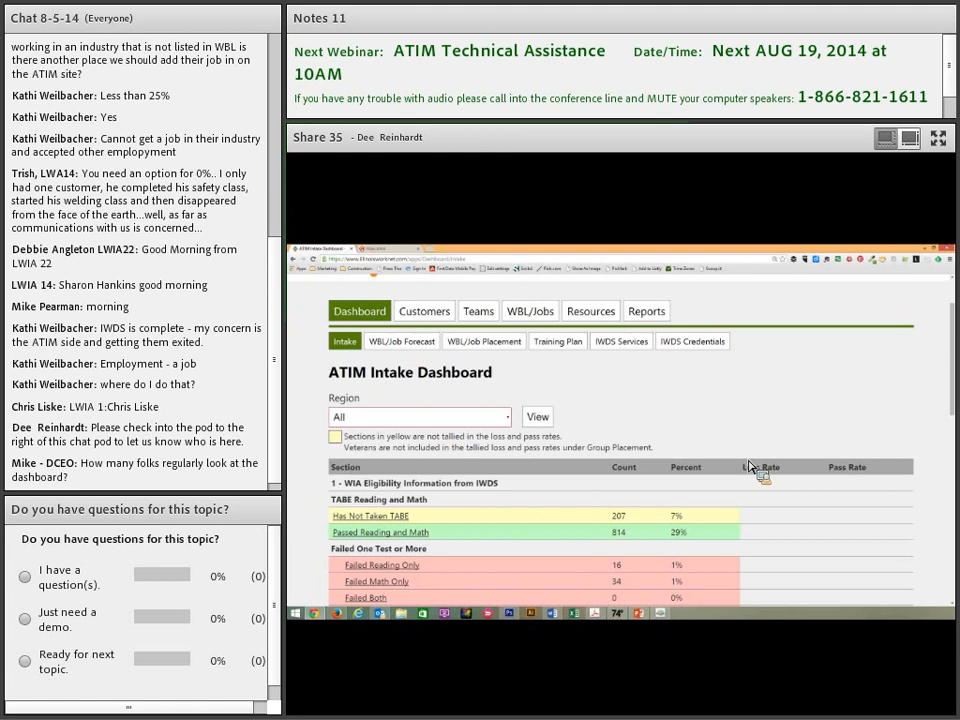 Chat 8-5-14 (Everyone)
working in an industry that is not listed in WBL is
there another place we should add their job in on
the ATIM site?
Kathi Weilbacher: Less than 25%
Kathi Weilbacher: Yes
Kathi Weilbacher: Cannot get a job in their industry
and accepted other emplopyment
Trish, LWA14: You need an option for 0%.. I only
had one customer, he completed his safety class,
started his welding class and then disappeared
from the face of the earth...well, as far as
communications with us is concerned...
Debbie Angleton LWIA22: Good Morning from
LWIA 22
LWIA 14: Sharon Hankins good morning
Mike Pearman: morning
Kathi Weilbacher: IWDS is complete - my concern is
the ATIM side and getting them exited.
Kathi Weilbacher: Employment - a job
Kathi Weilbacher: where do I do that?
Chris Liske: LWIA 1:Chris Liske
Dee Reinhardt: Please check into the pod to the
right of this chat pod to let us know who is here.
Mike - DCEO: How many folks regularly look at the
dashboard?
Do you have questions for this topic?
Do you have questions for this topic?
I have a
question(s). 0% (0)
Just need a
demo. 0% (0)
Ready for next
topic. 0% (0)
Notes 11
Next Webinar: ATIM Technical Assistance Date/Time: Next AUG 19, 2014 at
10AM
If you have any trouble with audio please call into the conference line and MUTE your computer speakers: 1-866-821-1611
Share 35 - Dee Reinhardt
ATIM Intake Dashboard
Dashboard Customers Teams WBL/Jobs Resources Reports
Intake WBL/Job Forecast WBL/Job Placement Training Plan IWDS Services IWDS Credentials
ATIM Intake Dashboard
Region
All View
Sections in yellow are not tallied in the loss and pass rates.
Veterans are not included in the tallied loss and pass rates under Group Placement.
Section Count Percent Loss Rate Pass Rate
1 - WIA Eligibility Information from IWDS
TABE Reading and Math
Has Not Taken TABE 207 7%
Passed Reading and Math 814 29%
Failed One Test or More
Failed Reading Only 16 1%
Failed Math Only 34 1%
Failed Both 0 0%
74°